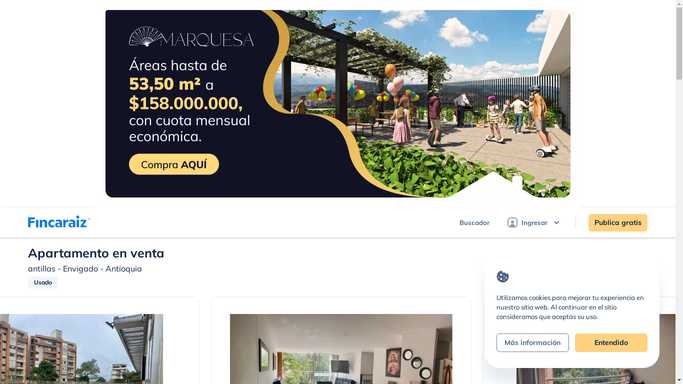 MARQUESA
Áreas hasta de
53,50 m² a
$158.000.000,
con cuota mensual
económica.
Compra AQUÍ
Fincaraiz
Buscador
Ingresar
Publica gratis
Apartamento en venta
antillas - Envigado - Antioquia
Usado
Utilizamos cookies para mejorar tu experiencia en
nuestro sitio web. Al continuar en el sitio
consideramos que aceptas su uso.
Más información
Entendido